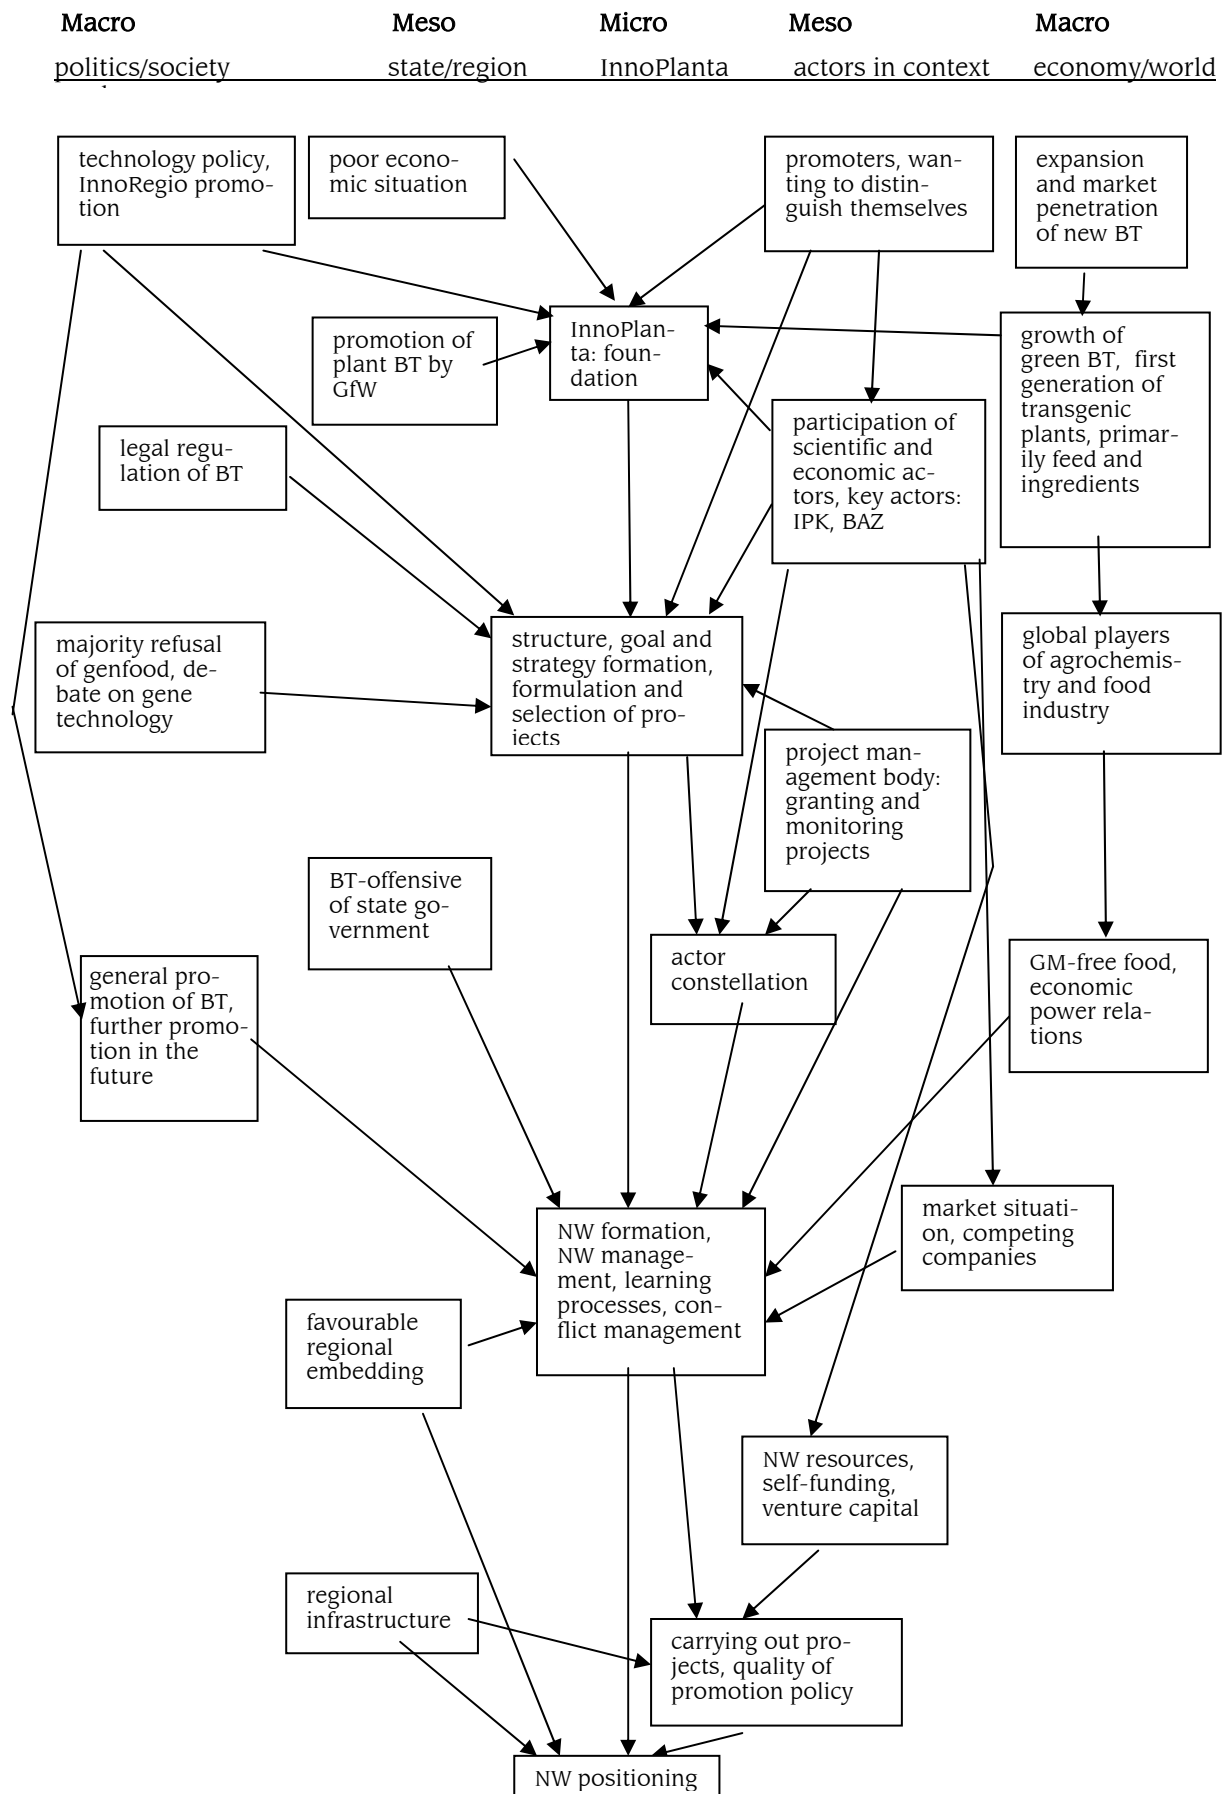 Macro Meso Micro Meso Macro
politics/society state/region InnoPlanta actors in context economy/world
technology policy,
InnoRegio promo-
tion
poor econo-
mic situation
promoters, wan-
ting to distin-
guish themselves
expansion
and market
penetration
of new BT
promotion of
plant BT by
GfW
InnoPlan-
ta: foun-
dation
growth of
green BT, first
generation of
transgenic
plants, primar-
ily feed and
ingredients
legal regu-
lation of BT
participation of
scientific and
economic ac-
tors, key actors:
IPK, BAZ
majority refusal
of genfood, de-
bate on gene
technology
structure, goal and
strategy formation,
formulation and
selection of pro-
jects
global players
of agrochemis-
try and food
industry
project man-
agement body:
granting and
monitoring
projects
BT-offensive
of state go-
vernment
actor
constellation
GM-free food,
economic
power rela-
tions
general pro-
motion of BT,
further promo-
tion in the
future
NW formation,
NW manage-
ment, learning
processes, con-
flict management
market situati-
on, competing
companies
favourable
regional
embedding
NW resources,
self-funding,
venture capital
regional
infrastructure
carrying out pro-
jects, quality of
promotion policy
NW positioning